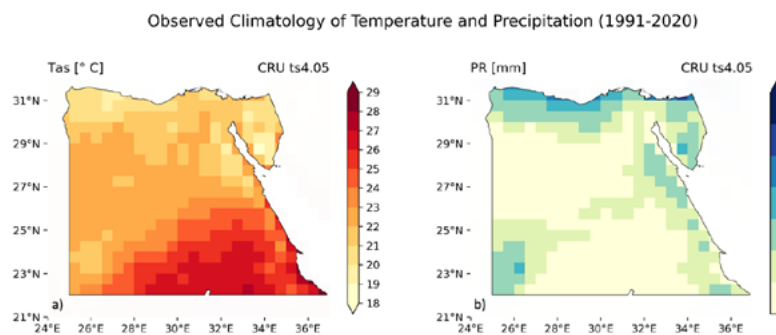 Observed Climatology of Temperature and Precipitation (1991-2020)
Tas [° C] CRU ts4.05
PR [mm] CRU ts4.05
31°N
29°N
27°N
25°N
23°N
21°N
24°E 26°E 28°E 30°E 32°E 34°E 36°E
a)
29
28
27
26
25
24
23
22
21
20
19
18
31°N
29°N
27°N
25°N
23°N
21°N
24°E 26°E 28°E 30°E 32°E 34°E 36°E
b)